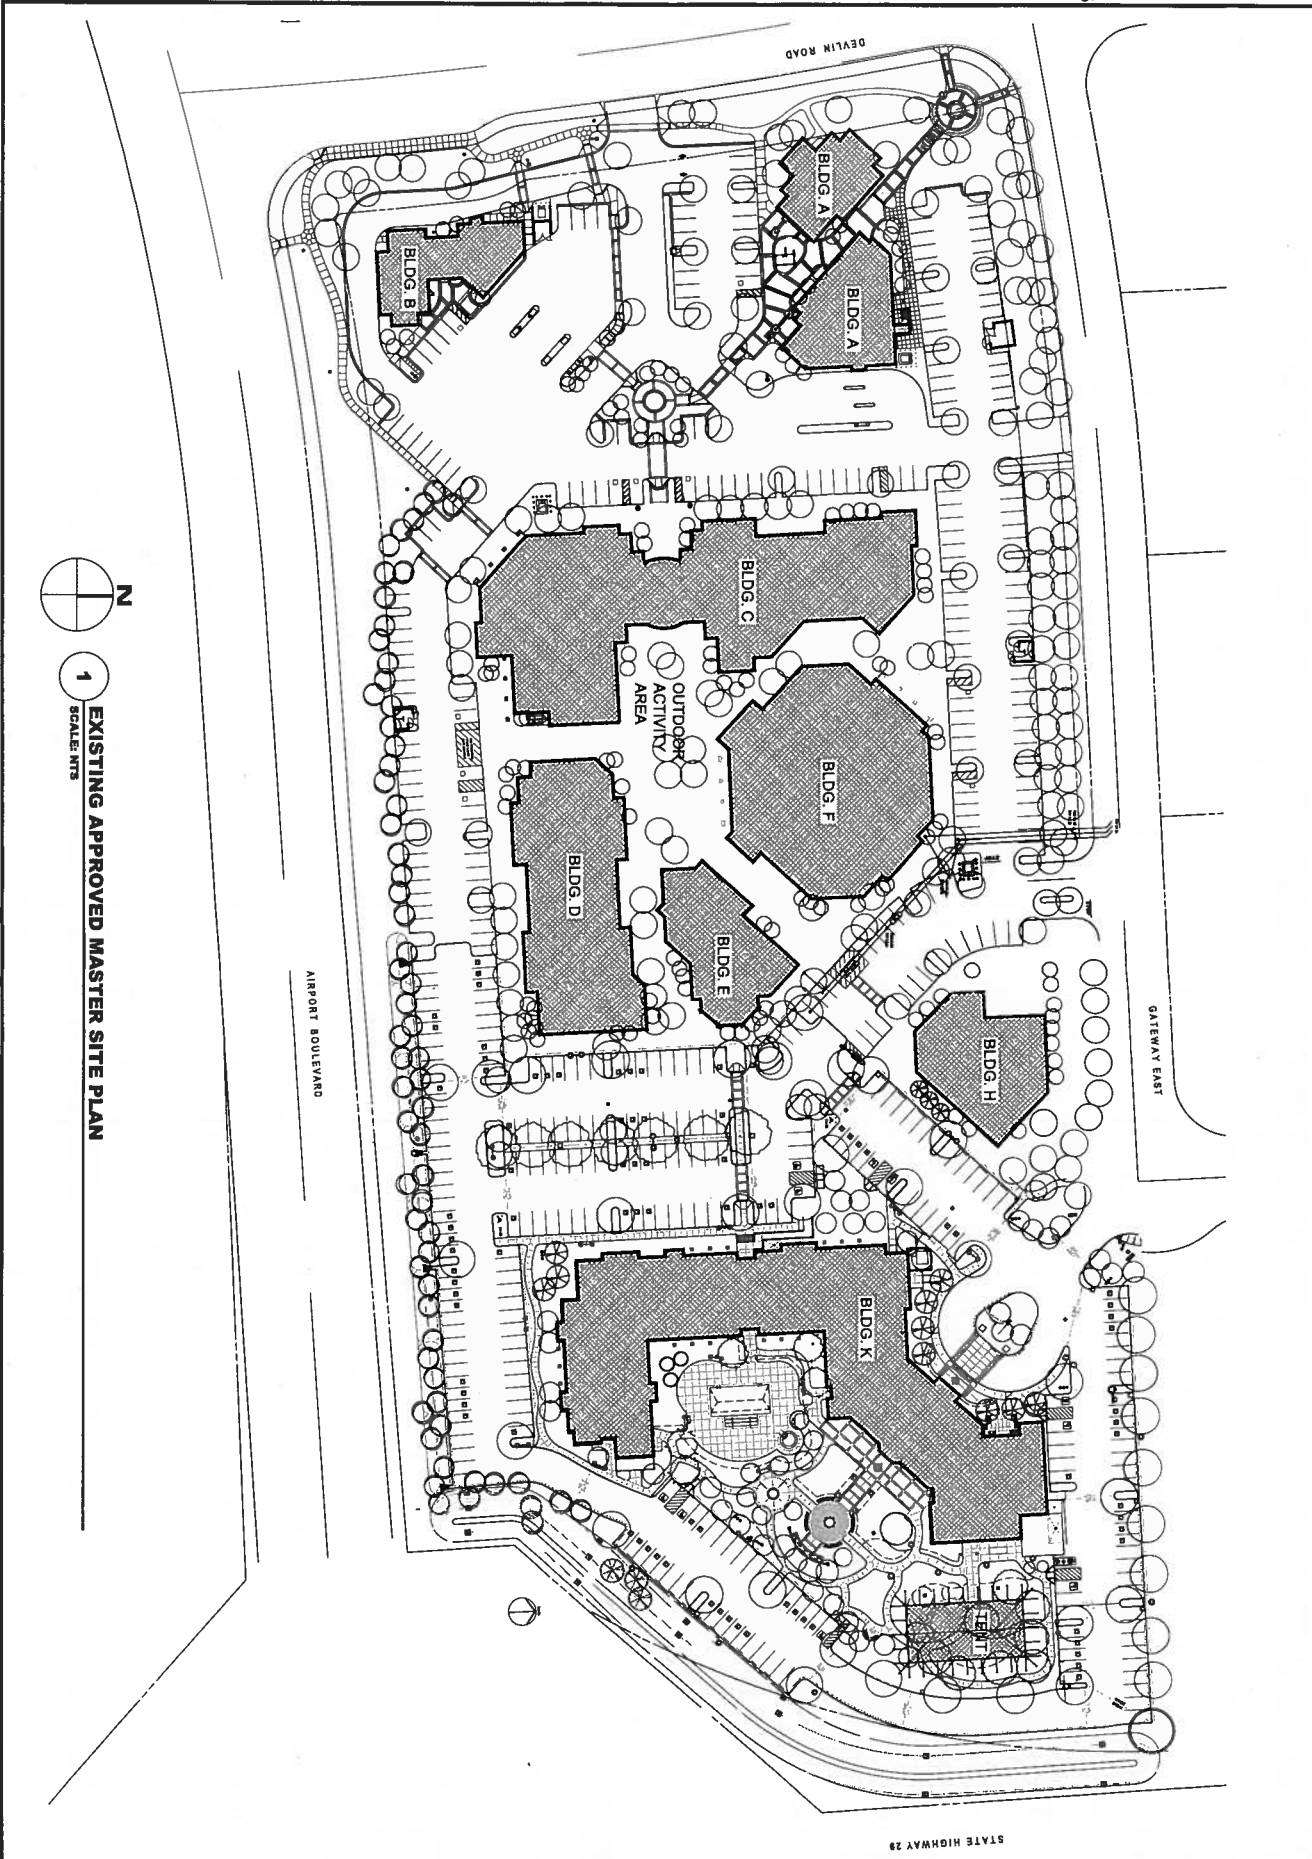 DEVLIN ROAD
BLDG. A
BLDG. A
BLDG. B
BLDG. C
OUTDOOR
ACTIVITY
AREA
BLDG. F
BLDG. D
BLDG. E
BLDG. H
BLDG. K
TENT
GATEWAY EAST
AIRPORT BOULEVARD
STATE HIGHWAY 29
N
1
EXISTING APPROVED MASTER SITE PLAN
SCALE: NTS